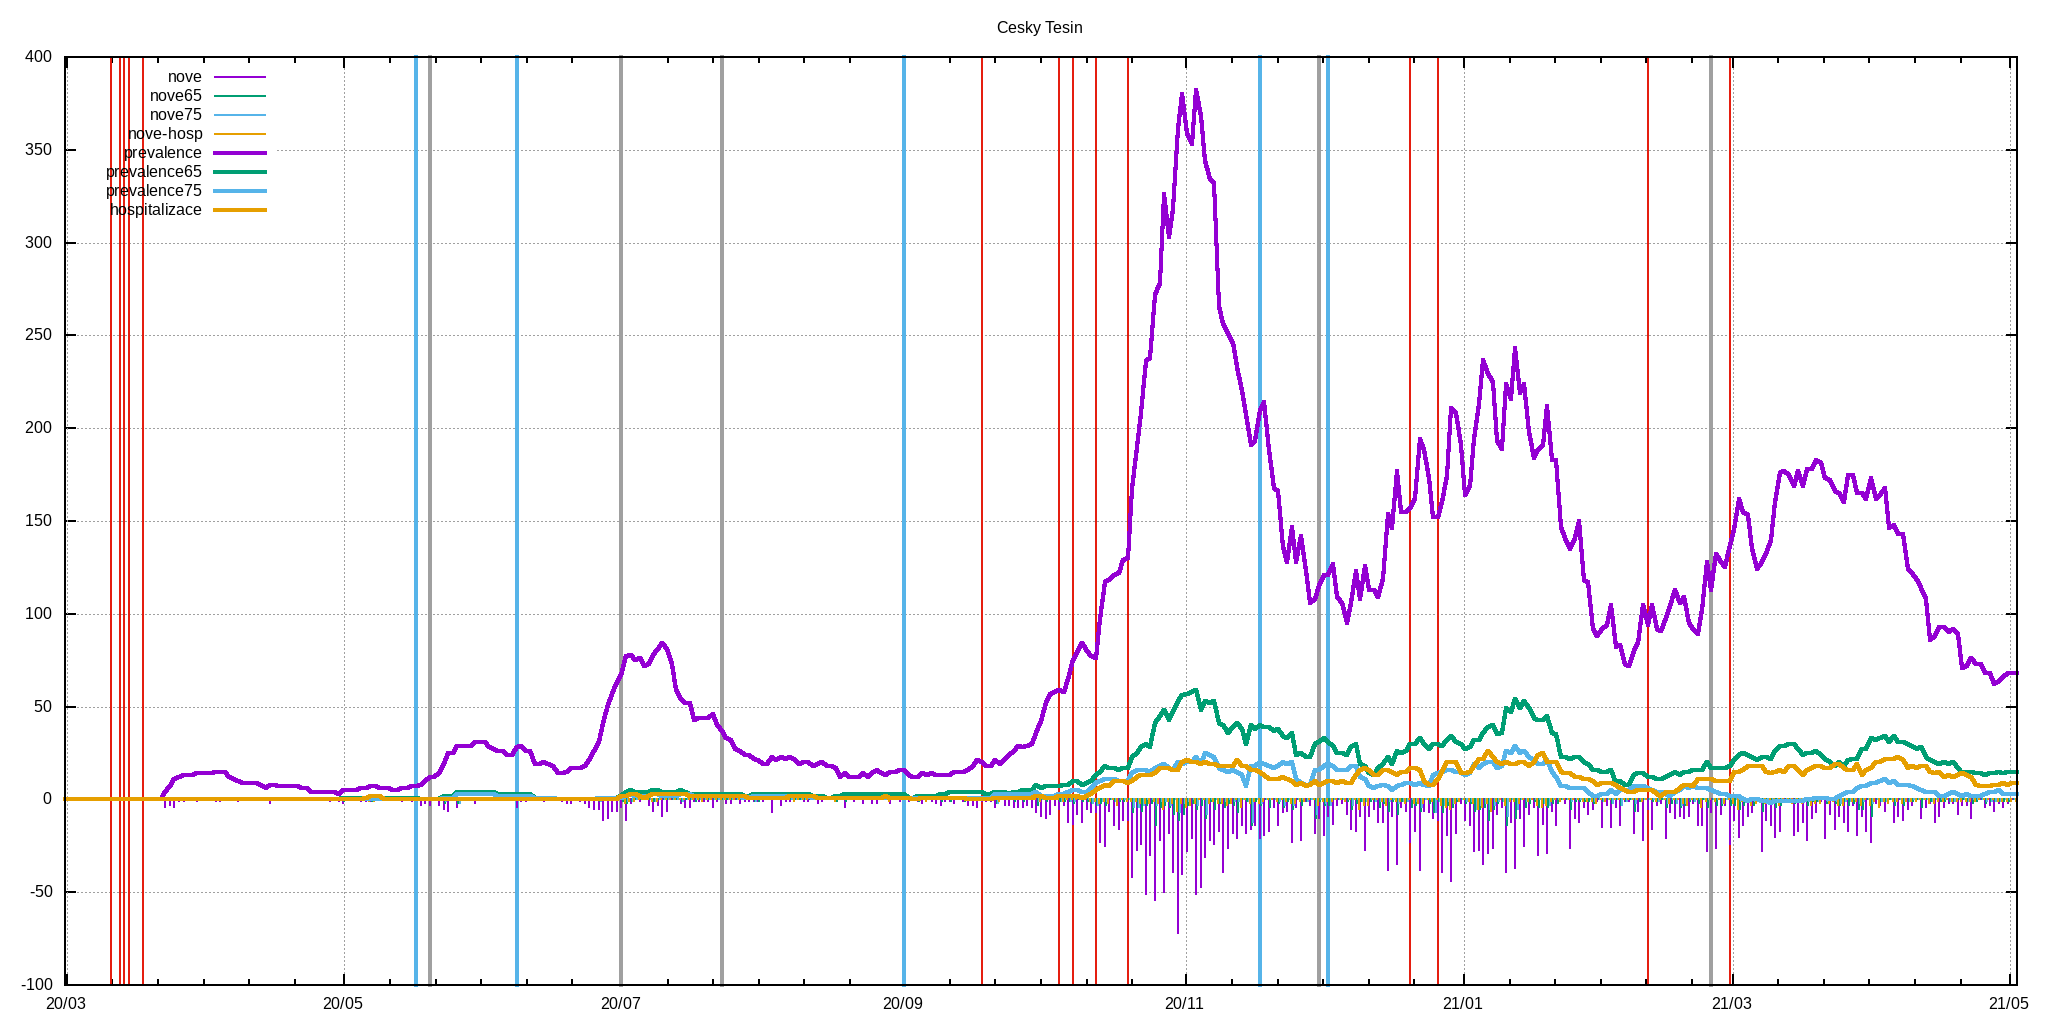 Cesky Tesin
400
350
300
250
200
150
100
50
0
-50
-100
nove
nove65
nove75
nove-hosp
prevalence
prevalence65
prevalence75
hospitalizace
20/03 20/05 20/07 20/09 20/11 21/01 21/03 21/05